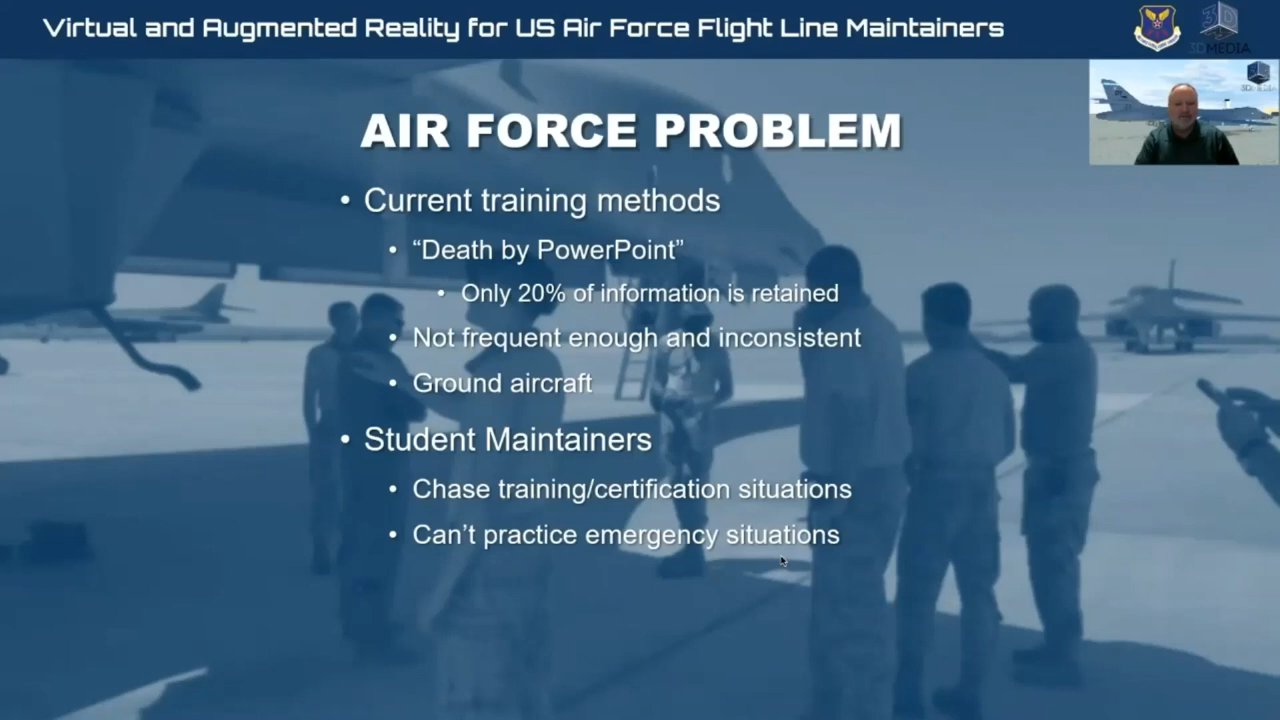 Virtual and Augmented Reality for US Air Force Flight Line Maintainers
3D MEDIA
AIR FORCE PROBLEM
• Current training methods
• “Death by PowerPoint”
• Only 20% of information is retained
• Not frequent enough and inconsistent
• Ground aircraft
• Student Maintainers
• Chase training/certification situations
• Can’t practice emergency situations